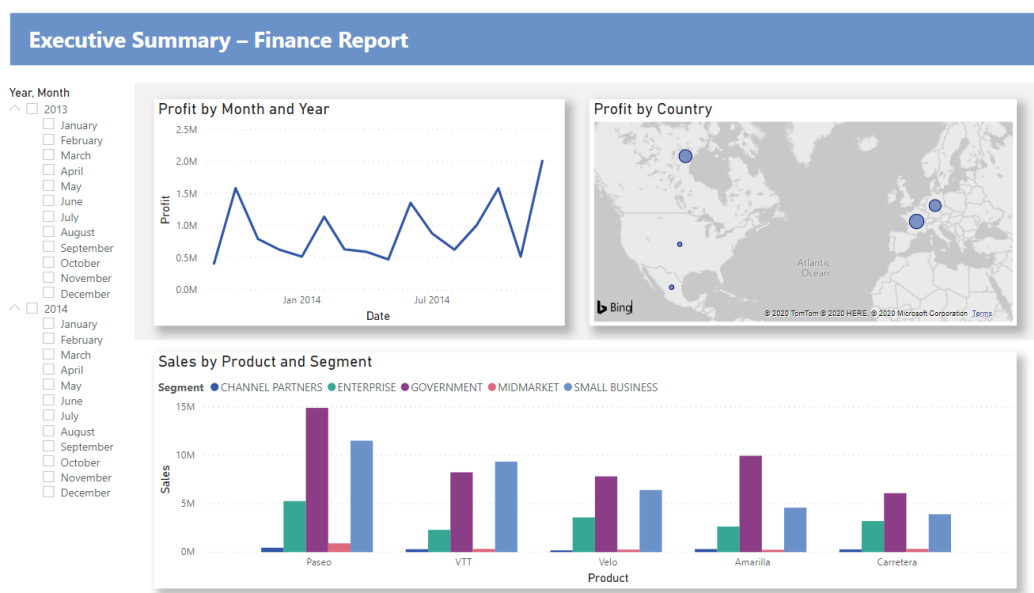 Executive Summary – Finance Report
Year, Month
2013
January
February
March
April
May
June
July
August
September
October
November
December
2014
January
February
March
April
May
June
July
August
September
October
November
December
Profit by Month and Year
2.5M
2.0M
1.5M
1.0M
0.5M
0.0M
Profit
Jan 2014 Jul 2014
Date
Profit by Country
Atlantic
Ocean
Bing
© 2020 TomTom © 2020 HERE, © 2020 Microsoft Corporation Terms
Sales by Product and Segment
Segment CHANNEL PARTNERS ENTERPRISE GOVERNMENT MIDMARKET SMALL BUSINESS
15M
10M
5M
0M
Sales
Paseo VTT Velo Amarilla Carretera
Product